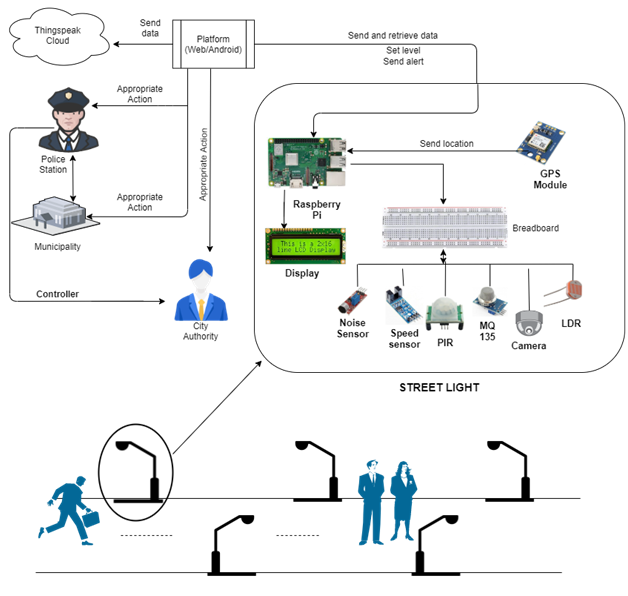 Thingspeak
Cloud
Send
data
Platform
(Web/Android)
Send and retrieve data
Set level
Send alert
Appropriate
Action
Police
Station
Appropriate
Action
Municipality
Appropriate Action
Controller
City
Authority
Raspberry
Pi
Send location
GPS
Module
Breadboard
This is a 2x16
line LCD Display
Display
Noise
Sensor
Speed
sensor
PIR
MQ
135
Camera
LDR
STREET LIGHT